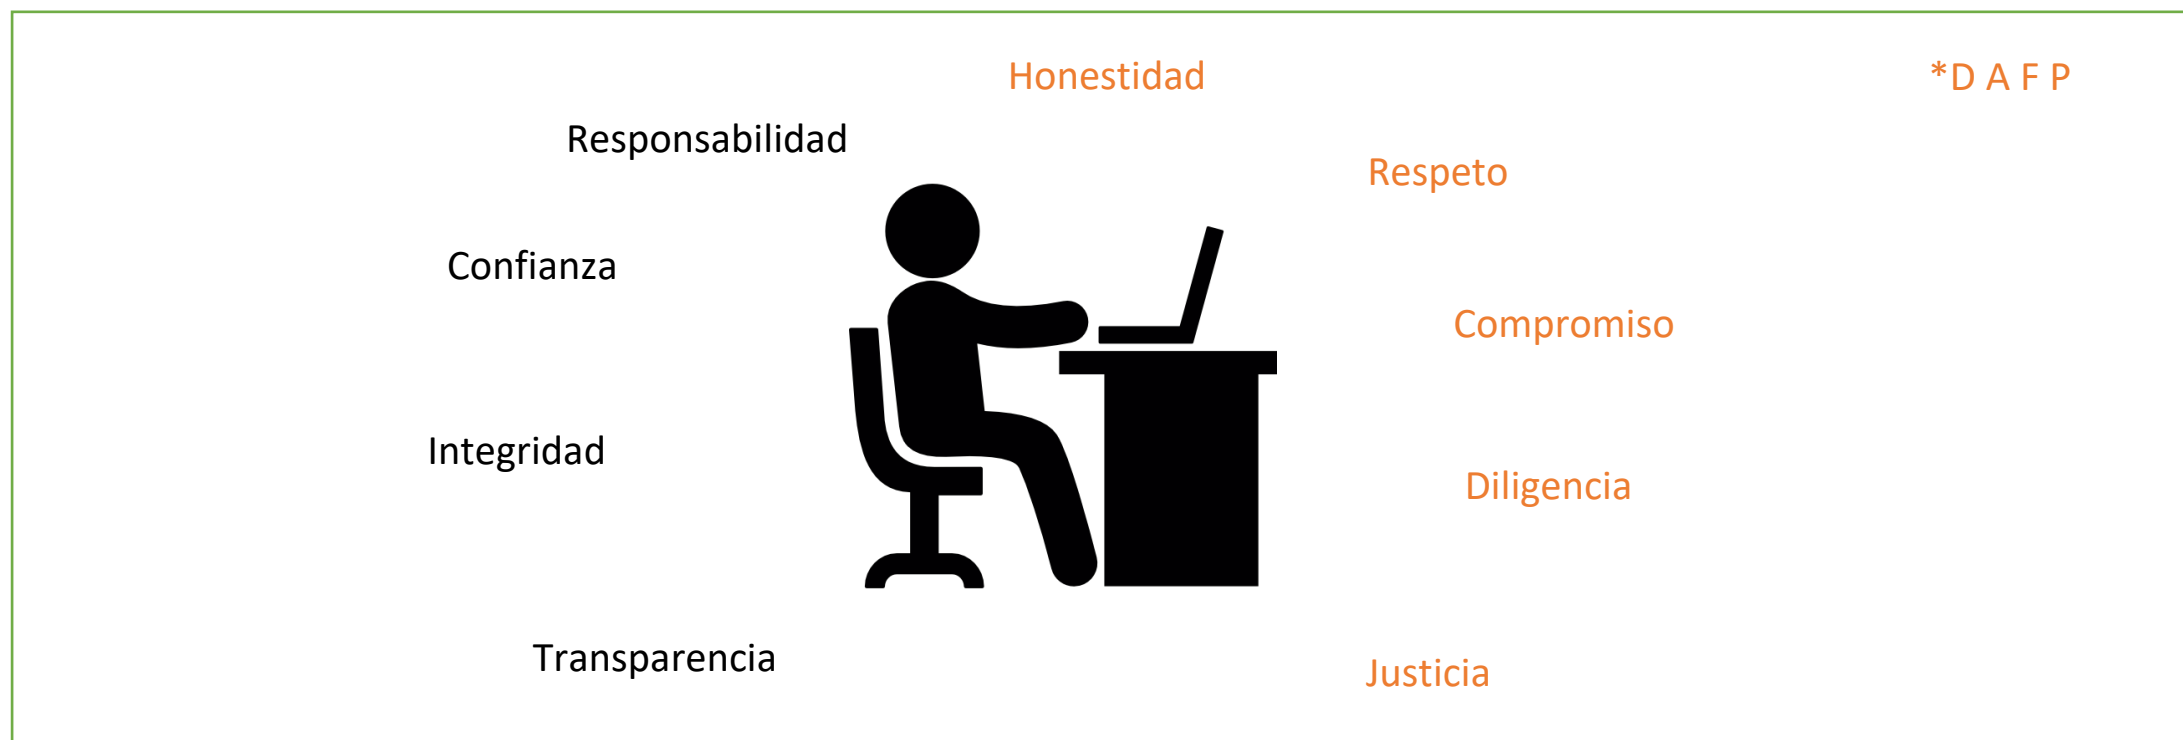 Honestidad
*D A F P
Responsabilidad
Respeto
Confianza
Compromiso
Integridad
Diligencia
Transparencia
Justicia